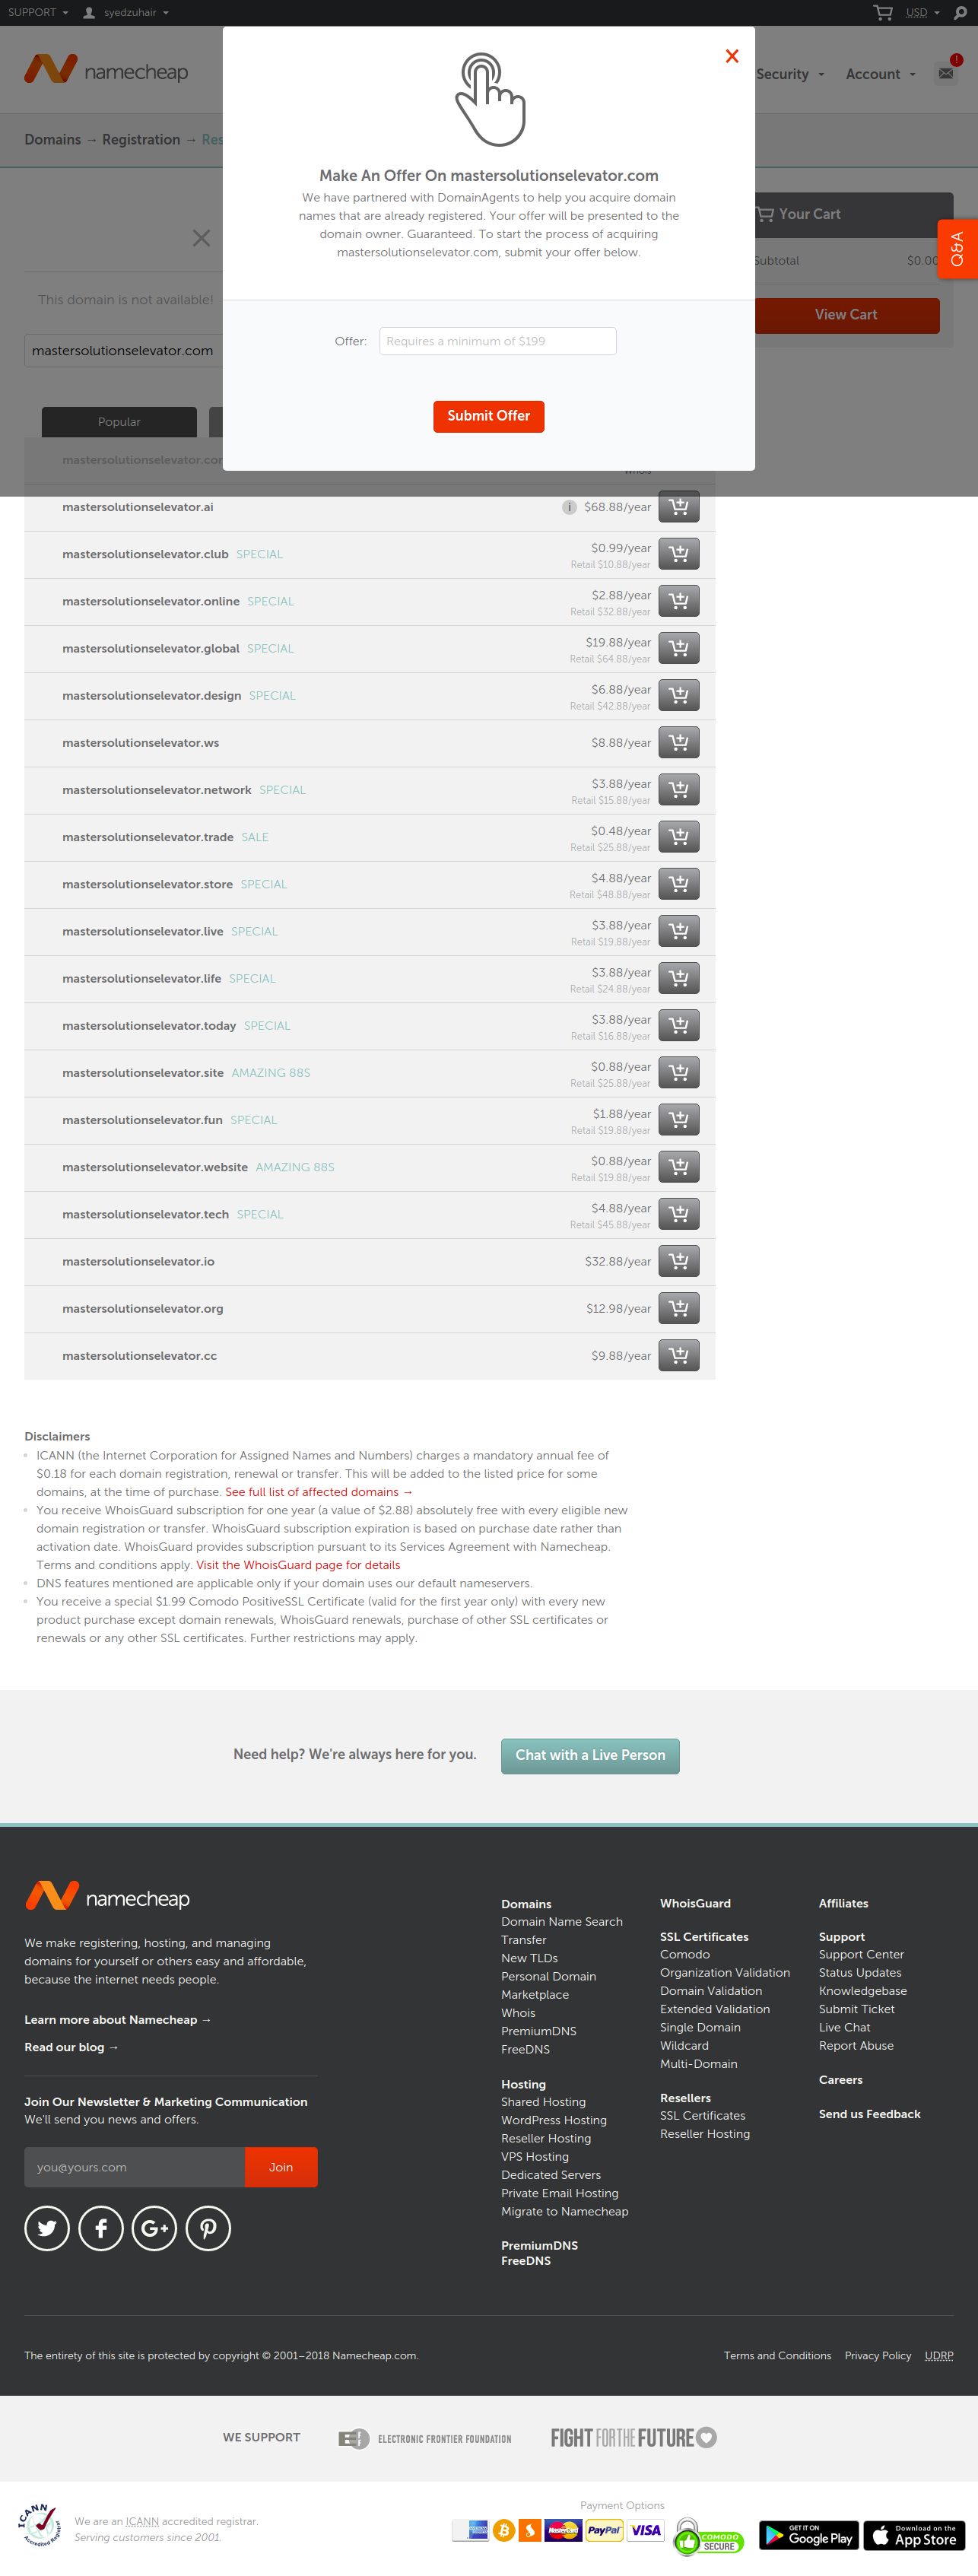 SUPPORT
syedzuhair
USD
namecheap
Security
Account
!
Domains → Registration → Res
Make An Offer On mastersolutionselevator.com
We have partnered with DomainAgents to help you acquire domain
names that are already registered. Your offer will be presented to the
domain owner. Guaranteed. To start the process of acquiring
mastersolutionselevator.com, submit your offer below.
Offer:
Requires a minimum of $199
Submit Offer
Your Cart
Subtotal
$0.00
View Cart
Q&A
This domain is not available!
mastersolutionselevator.com
Popular
mastersolutionselevator.com
WHOIS
mastersolutionselevator.ai
i $68.88/year
mastersolutionselevator.club SPECIAL
$0.99/year
Retail $10.88/year
mastersolutionselevator.online SPECIAL
$2.88/year
Retail $32.88/year
mastersolutionselevator.global SPECIAL
$19.88/year
Retail $64.88/year
mastersolutionselevator.design SPECIAL
$6.88/year
Retail $42.88/year
mastersolutionselevator.ws
$8.88/year
mastersolutionselevator.network SPECIAL
$3.88/year
Retail $15.88/year
mastersolutionselevator.trade SALE
$0.48/year
Retail $25.88/year
mastersolutionselevator.store SPECIAL
$4.88/year
Retail $48.88/year
mastersolutionselevator.live SPECIAL
$3.88/year
Retail $19.88/year
mastersolutionselevator.life SPECIAL
$3.88/year
Retail $24.88/year
mastersolutionselevator.today SPECIAL
$3.88/year
Retail $16.88/year
mastersolutionselevator.site AMAZING 88S
$0.88/year
Retail $25.88/year
mastersolutionselevator.fun SPECIAL
$1.88/year
Retail $19.88/year
mastersolutionselevator.website AMAZING 88S
$0.88/year
Retail $19.88/year
mastersolutionselevator.tech SPECIAL
$4.88/year
Retail $45.88/year
mastersolutionselevator.io
$32.88/year
mastersolutionselevator.org
$12.98/year
mastersolutionselevator.cc
$9.88/year
Disclaimers
ICANN (the Internet Corporation for Assigned Names and Numbers) charges a mandatory annual fee of
$0.18 for each domain registration, renewal or transfer. This will be added to the listed price for some
domains, at the time of purchase. See full list of affected domains →
You receive WhoisGuard subscription for one year (a value of $2.88) absolutely free with every eligible new
domain registration or transfer. WhoisGuard subscription expiration is based on purchase date rather than
activation date. WhoisGuard provides subscription pursuant to its Services Agreement with Namecheap.
Terms and conditions apply. Visit the WhoisGuard page for details
DNS features mentioned are applicable only if your domain uses our default nameservers.
You receive a special $1.99 Comodo PositiveSSL Certificate (valid for the first year only) with every new
product purchase except domain renewals, WhoisGuard renewals, purchase of other SSL certificates or
renewals or any other SSL certificates. Further restrictions may apply.
Need help? We're always here for you.
Chat with a Live Person
namecheap
We make registering, hosting, and managing
domains for yourself or others easy and affordable,
because the internet needs people.
Learn more about Namecheap →
Read our blog →
Join Our Newsletter & Marketing Communication
We'll send you news and offers.
you@yours.com
Join
Domains
Domain Name Search
Transfer
New TLDs
Personal Domain
Marketplace
Whois
PremiumDNS
FreeDNS
Hosting
Shared Hosting
WordPress Hosting
Reseller Hosting
VPS Hosting
Dedicated Servers
Private Email Hosting
Migrate to Namecheap
PremiumDNS
FreeDNS
WhoisGuard
SSL Certificates
Comodo
Organization Validation
Domain Validation
Extended Validation
Single Domain
Wildcard
Multi-Domain
Resellers
SSL Certificates
Reseller Hosting
Affiliates
Support
Support Center
Status Updates
Knowledgebase
Submit Ticket
Live Chat
Report Abuse
Careers
Send us Feedback
The entirety of this site is protected by copyright © 2001–2018 Namecheap.com.
Terms and Conditions
Privacy Policy
UDRP
WE SUPPORT
ELECTRONIC FRONTIER FOUNDATION
FIGHT FOR THE FUTURE
ICANN
Accredited Registrar
We are an ICANN accredited registrar.
Serving customers since 2001.
Payment Options
MasterCard
PayPal
VISA
COMODO
SECURE
GET IT ON
Google Play
Download on the
App Store